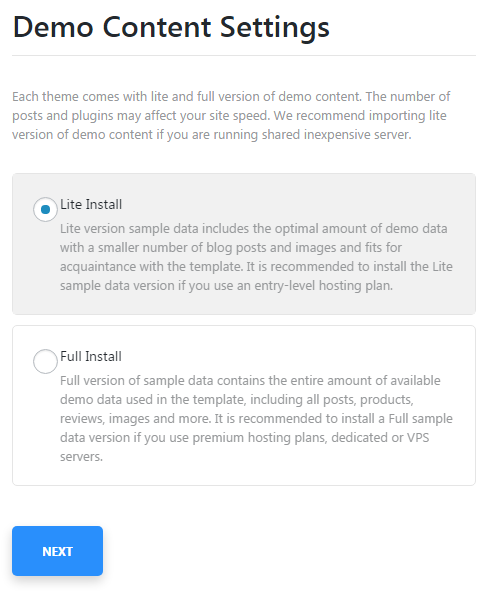 Demo Content Settings
Each theme comes with lite and full version of demo content. The number of
posts and plugins may affect your site speed. We recommend importing lite
version of demo content if you are running shared inexpensive server.
Lite Install
Lite version sample data includes the optimal amount of demo data
with a smaller number of blog posts and images and fits for
acquaintance with the template. It is recommended to install the Lite
sample data version if you use an entry-level hosting plan.
Full Install
Full version of sample data contains the entire amount of available
demo data used in the template, including all posts, products,
reviews, images and more. It is recommended to install a Full sample
data version if you use premium hosting plans, dedicated or VPS
servers.
NEXT